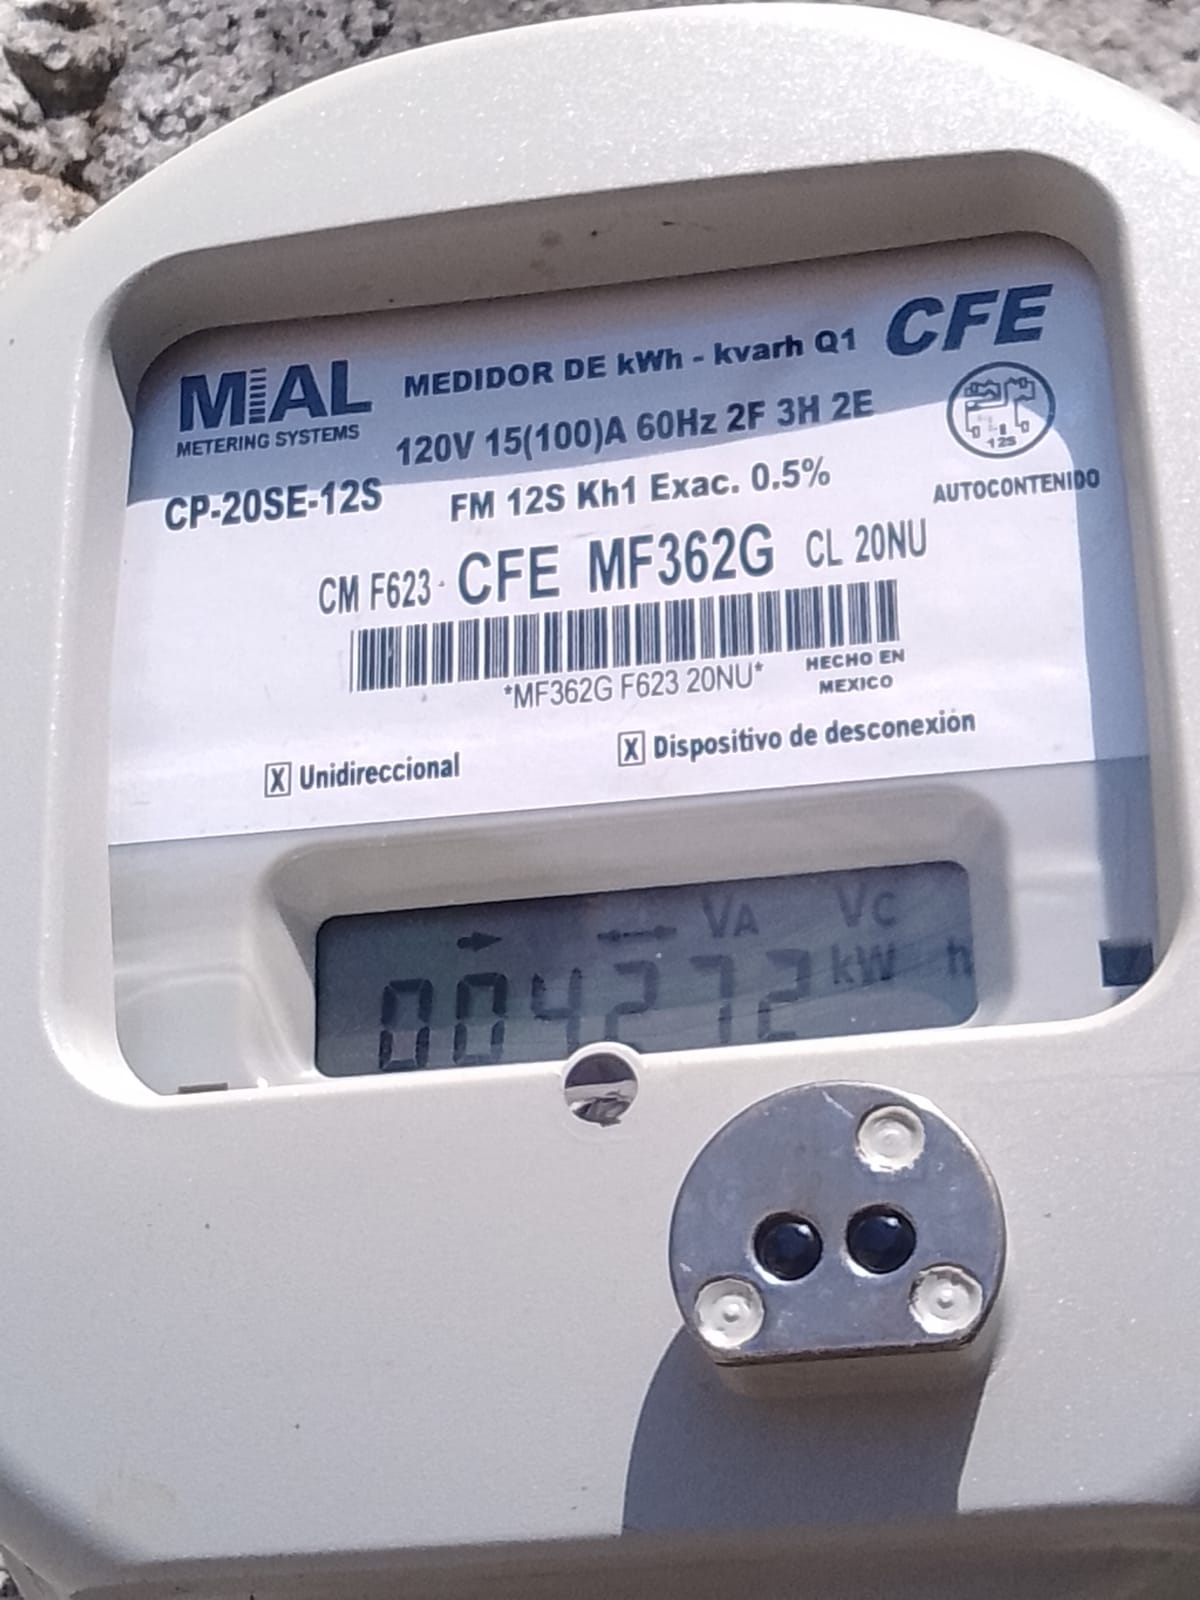 MIAL
METERING SYSTEMS
MEDIDOR DE kWh - kvarh Q1
CFE
120V 15(100)A 60Hz 2F 3H 2E
12S
CP-20SE-12S
FM 12S Kh1 Exac. 0.5%
AUTOCONTENIDO
CM F623- CFE MF362G CL 20NU
*MF362G F623 20NU*
HECHO EN
MEXICO
X Unidireccional
X Dispositivo de desconexión
VA VC
004272 kW h